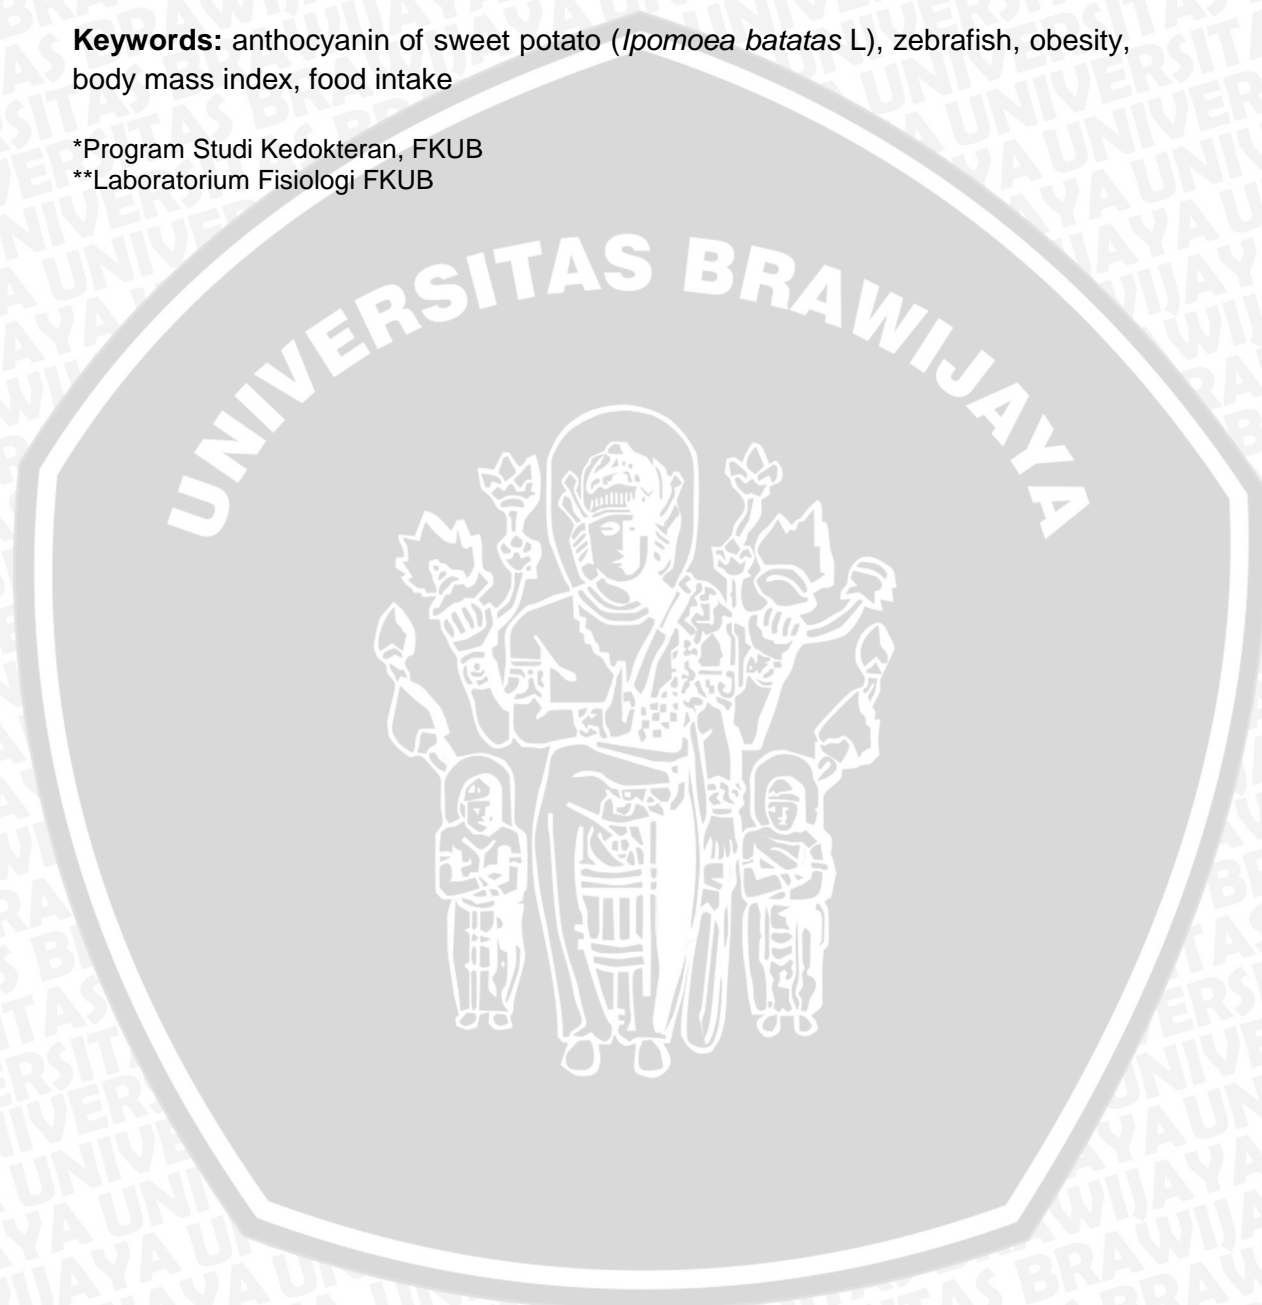 Keywords: anthocyanin of sweet potato (Ipomoea batatas L), zebrafish, obesity,
body mass index, food intake
*Program Studi Kedokteran, FKUB
**Laboratorium Fisiologi FKUB
UNIVERSITAS BRAWIJAYA